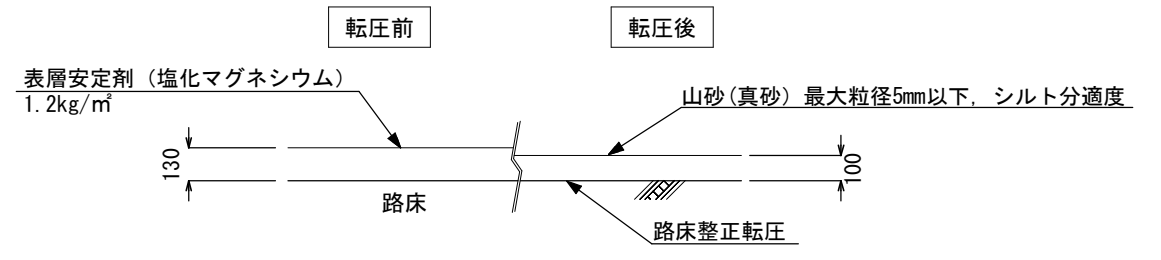 転圧前
転圧後
表層安定剤（塩化マグネシウム）
1.2kg/㎡
山砂(真砂) 最大粒径5mm以下, シルト分適度
130
100
路床
路床整正転圧